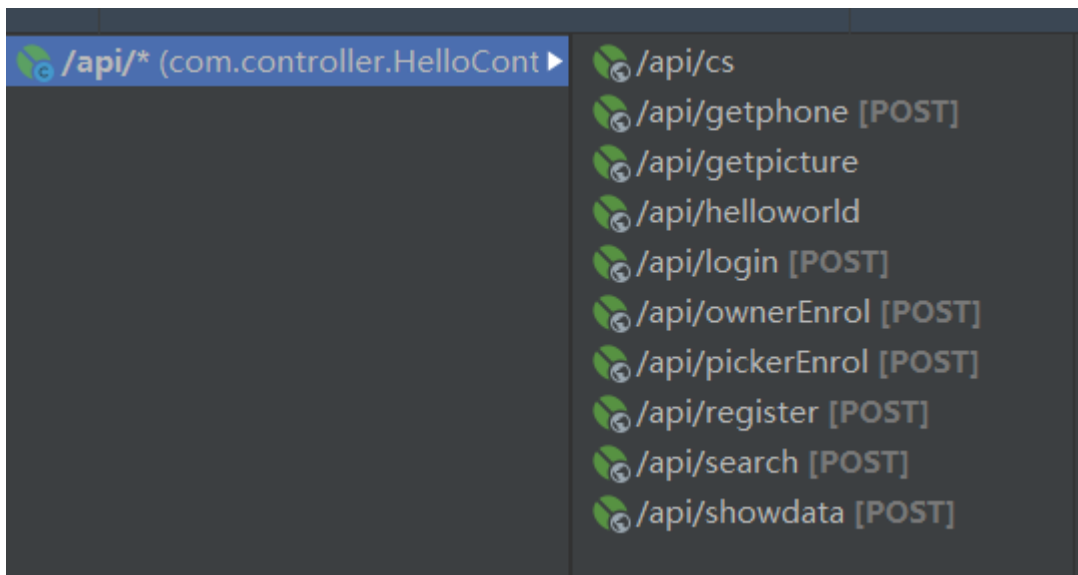 /api/* (com.controller.HelloCont
/api/cs
/api/getphone [POST]
/api/getpicture
/api/helloworld
/api/login [POST]
/api/ownerEnrol [POST]
/api/pickerEnrol [POST]
/api/register [POST]
/api/search [POST]
/api/showdata [POST]